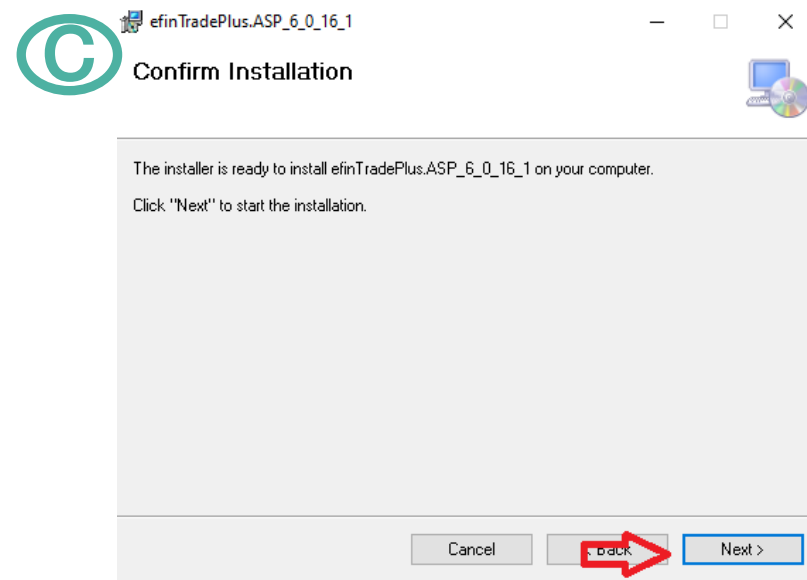 ©
efinTradePlus.ASP_6_0_16_1
Confirm Installation
The installer is ready to install efinTradePlus.ASP_6_0_16_1 on your computer.
Click "Next" to start the installation.
Cancel
< Back
Next >